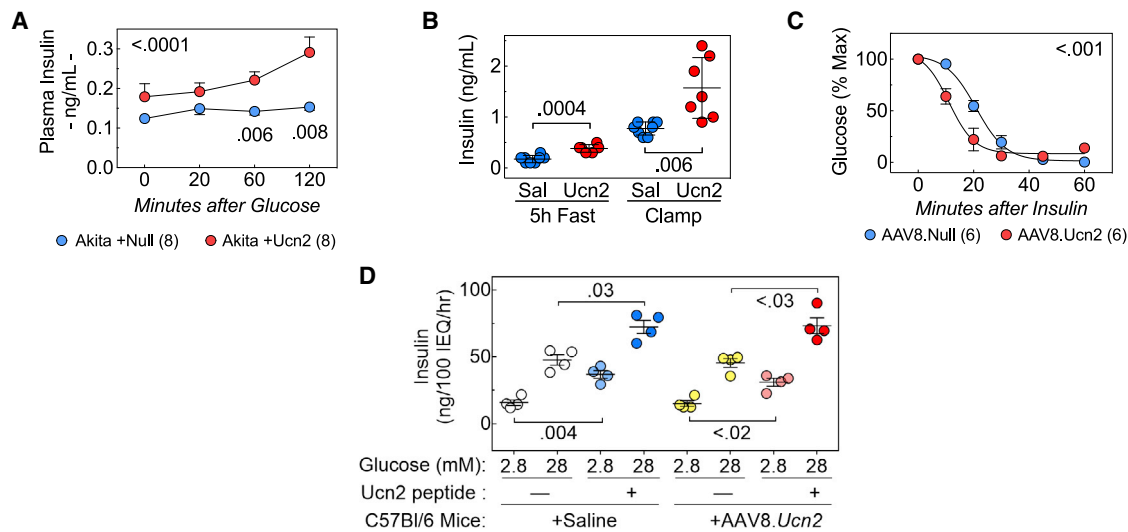 A
Plasma Insulin
- ng/mL -
0.3
0.2
0.1
0.0
<.0001
.006
.008
0 20 60 120
Minutes after Glucose
Akita +Null (8) Akita +Ucn2 (8)
B
Insulin (ng/mL)
2
1
0
.0004
.006
Sal Ucn2 Sal Ucn2
5h Fast Clamp
C
Glucose (% Max)
100
50
0
<.001
0 20 40 60
Minutes after Insulin
AAV8.Null (6) AAV8.Ucn2 (6)
D
Insulin
(ng/100 IEQ/hr)
100
50
0
.03
<.03
.004
<.02
Glucose (mM): 2.8 28 2.8 28 2.8 28 2.8 28
Ucn2 peptide : — + — +
C57Bl/6 Mice: +Saline +AAV8.Ucn2